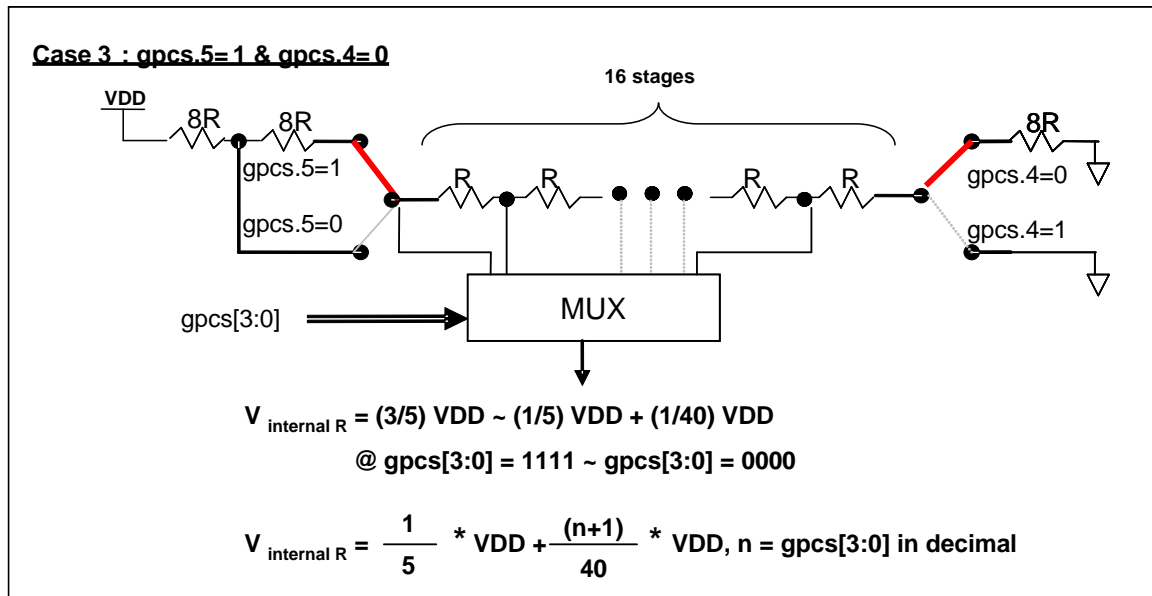 Case 3 : gpcs.5= 1 & gpcs.4= 0
16 stages
VDD
8R
8R
8R
gpcs.5=1
gpcs.4=0
R
R
R
R
gpcs.5=0
gpcs.4=1
MUX
gpcs[3:0]
V internal R = (3/5) VDD ~ (1/5) VDD + (1/40) VDD
@ gpcs[3:0] = 1111 ~ gpcs[3:0] = 0000
V internal R = 1/5 * VDD + (n+1)/40 * VDD, n = gpcs[3:0] in decimal